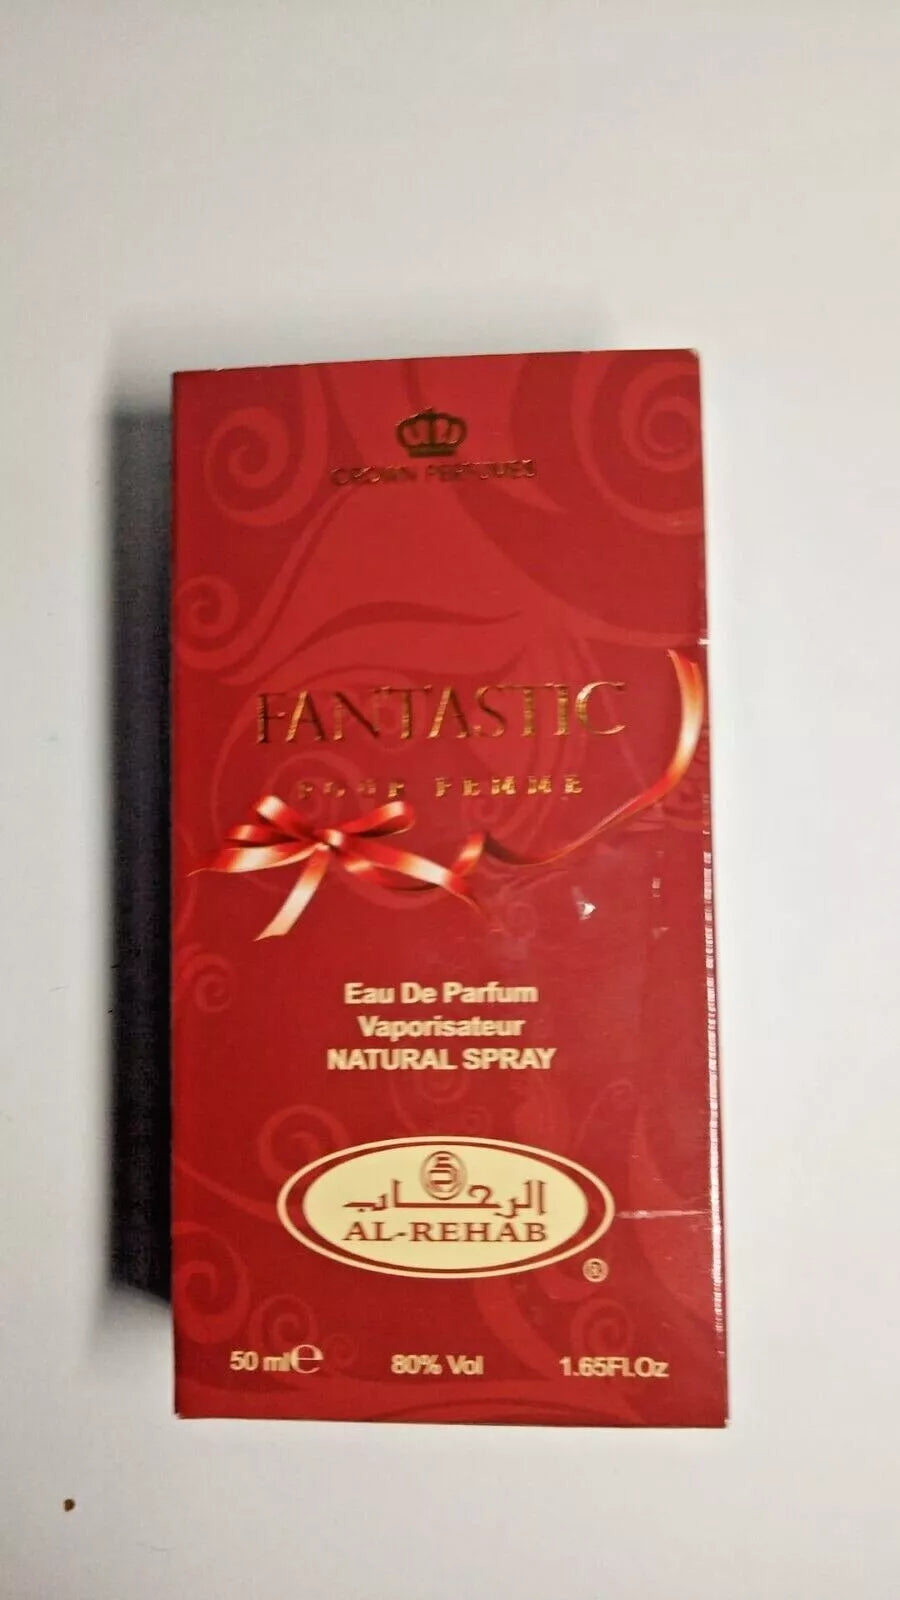 CROWN PERFUMES
FANTASTIC
POUR FEMME
Eau De Parfum
Vaporisateur
NATURAL SPRAY
الرحاب
AL-REHAB
®
50 ml℮ 80% Vol 1.65Fl.Oz